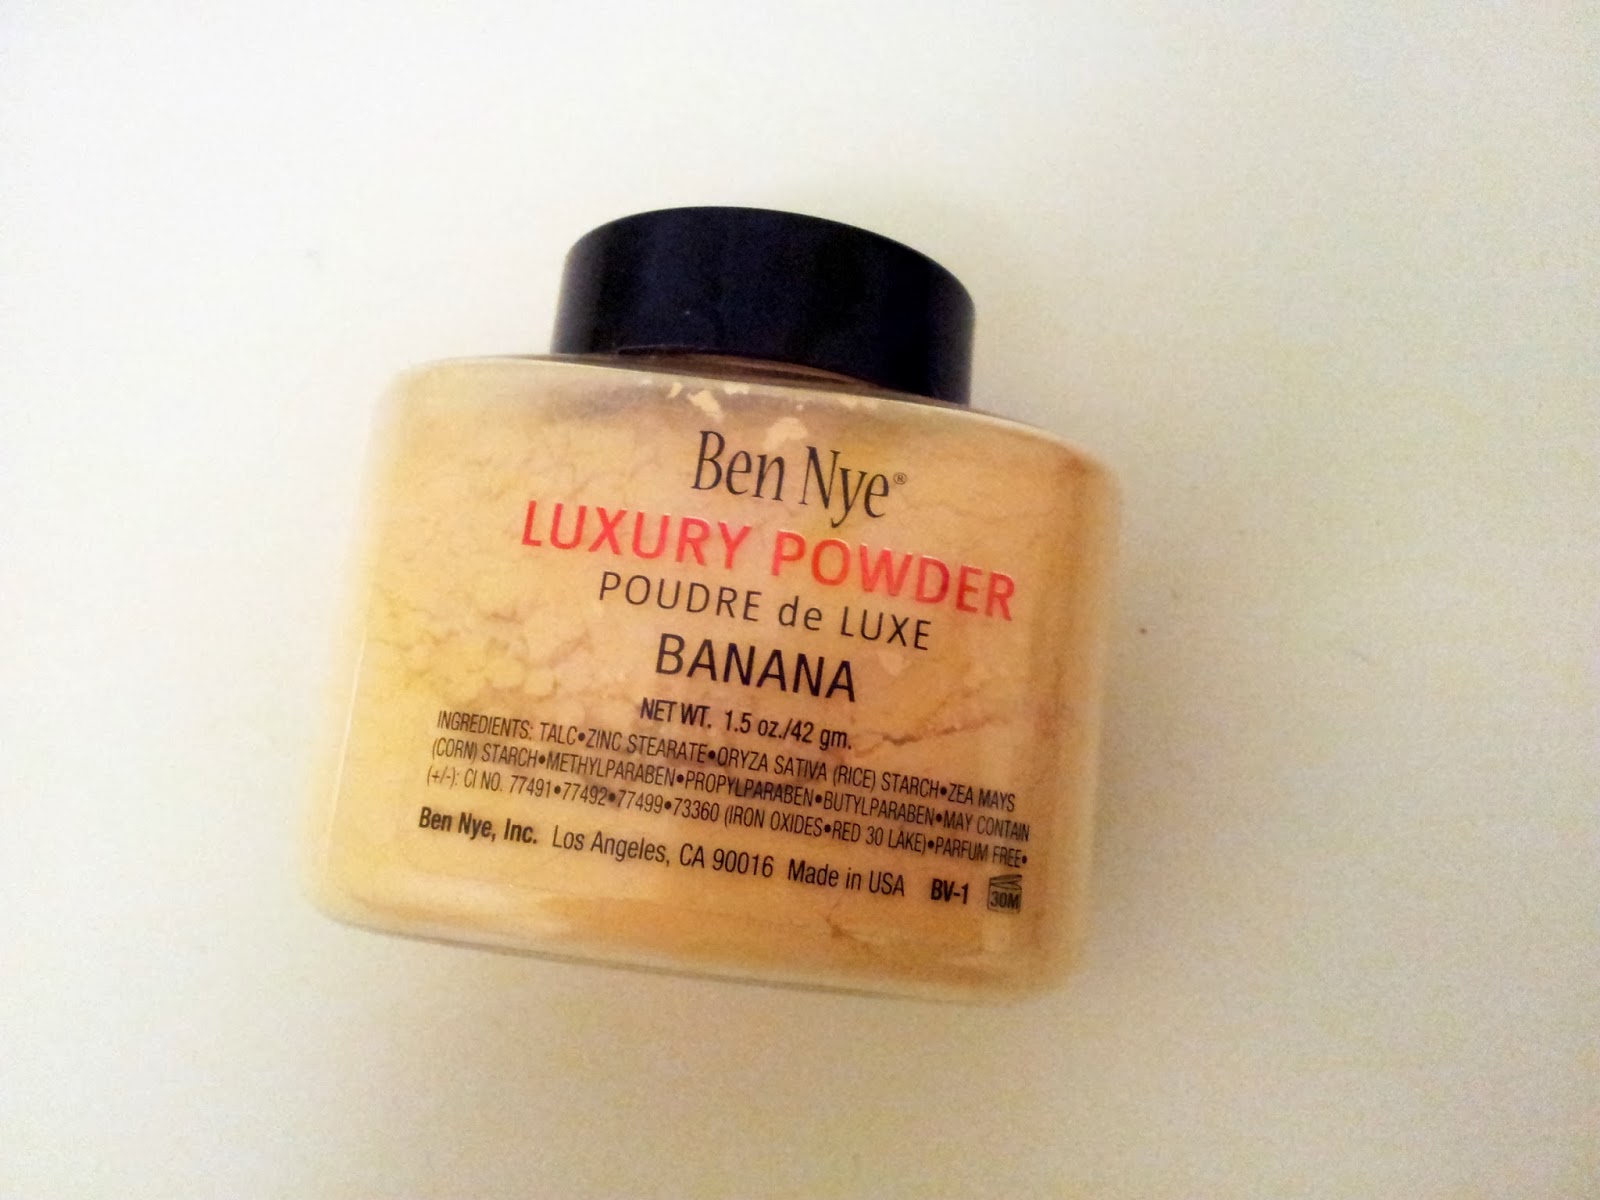 Ben Nye®
LUXURY POWDER
POUDRE de LUXE
BANANA
NET WT. 1.5 oz./42 gm.
INGREDIENTS: TALC•ZINC STEARATE•ORYZA SATIVA (RICE) STARCH•ZEA MAYS
(CORN) STARCH•METHYLPARABEN•PROPYLPARABEN•BUTYLPARABEN•MAY CONTAIN
(+/-): CI NO. 77491•77492•77499•73360 (IRON OXIDES•RED 30 LAKE)•PARFUM FREE•
Ben Nye, Inc. Los Angeles, CA 90016 Made in USA BV-1 30M